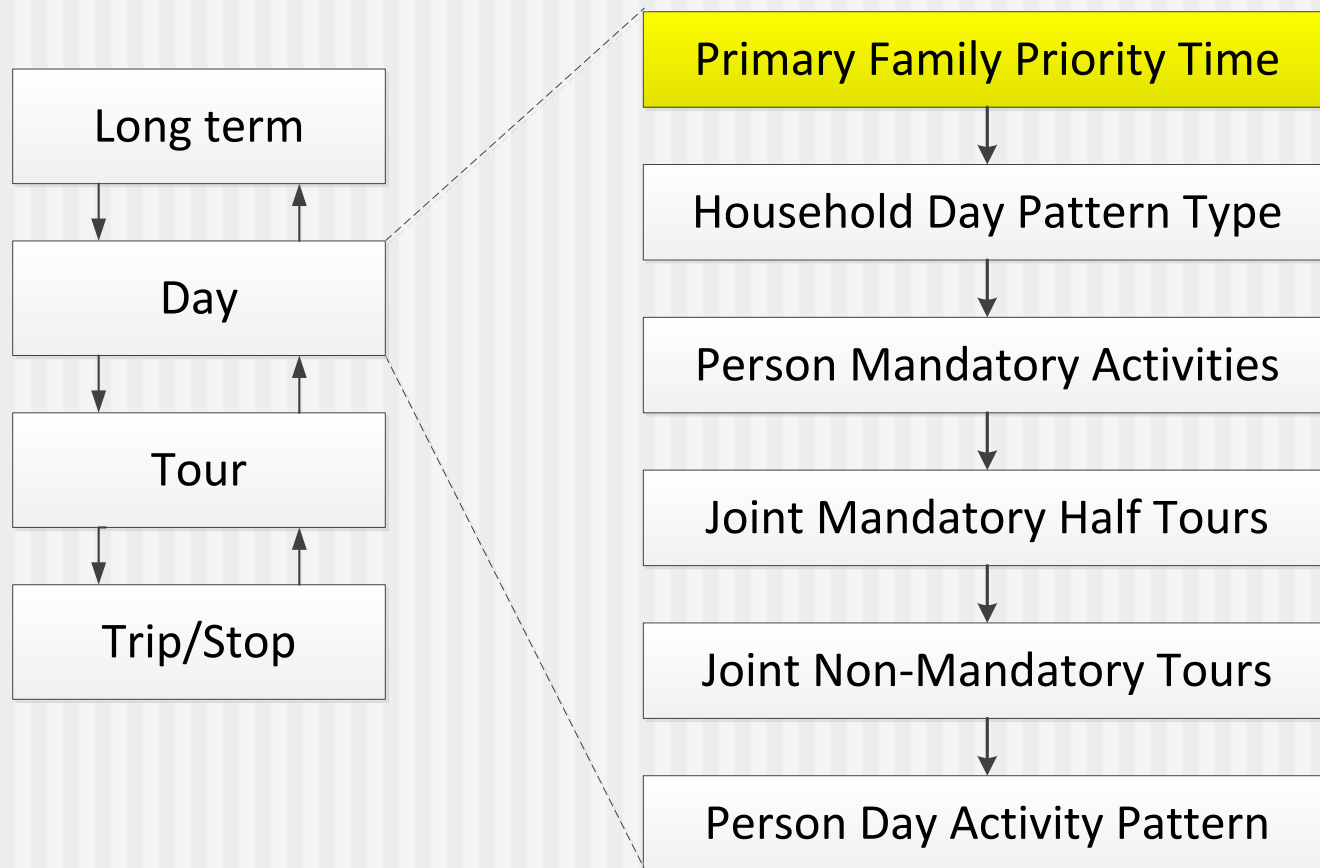 Long term
Day
Tour
Trip/Stop
Primary Family Priority Time
Household Day Pattern Type
Person Mandatory Activities
Joint Mandatory Half Tours
Joint Non-Mandatory Tours
Person Day Activity Pattern